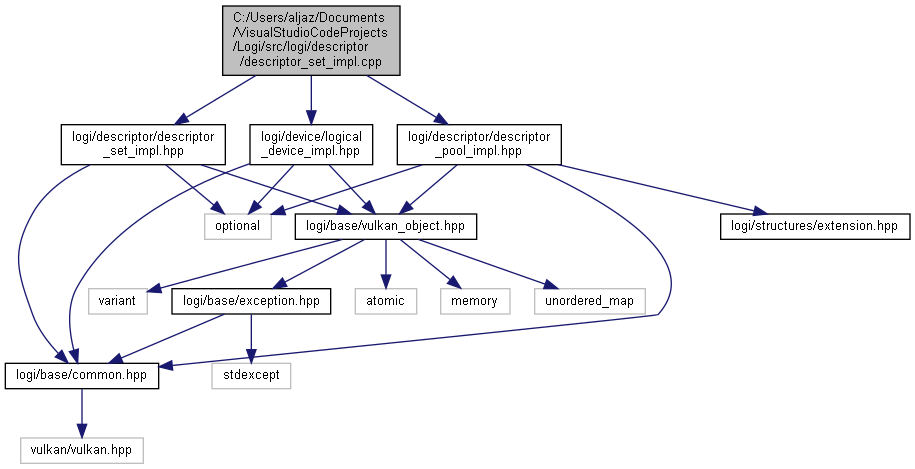 C:/Users/aljaz/Documents
/VisualStudioCodeProjects
/Logi/src/logi/descriptor
/descriptor_set_impl.cpp
logi/descriptor/descriptor
_set_impl.hpp
logi/device/logical
_device_impl.hpp
logi/descriptor/descriptor
_pool_impl.hpp
optional
logi/base/vulkan_object.hpp
logi/structures/extension.hpp
variant
logi/base/exception.hpp
atomic
memory
unordered_map
logi/base/common.hpp
stdexcept
vulkan/vulkan.hpp